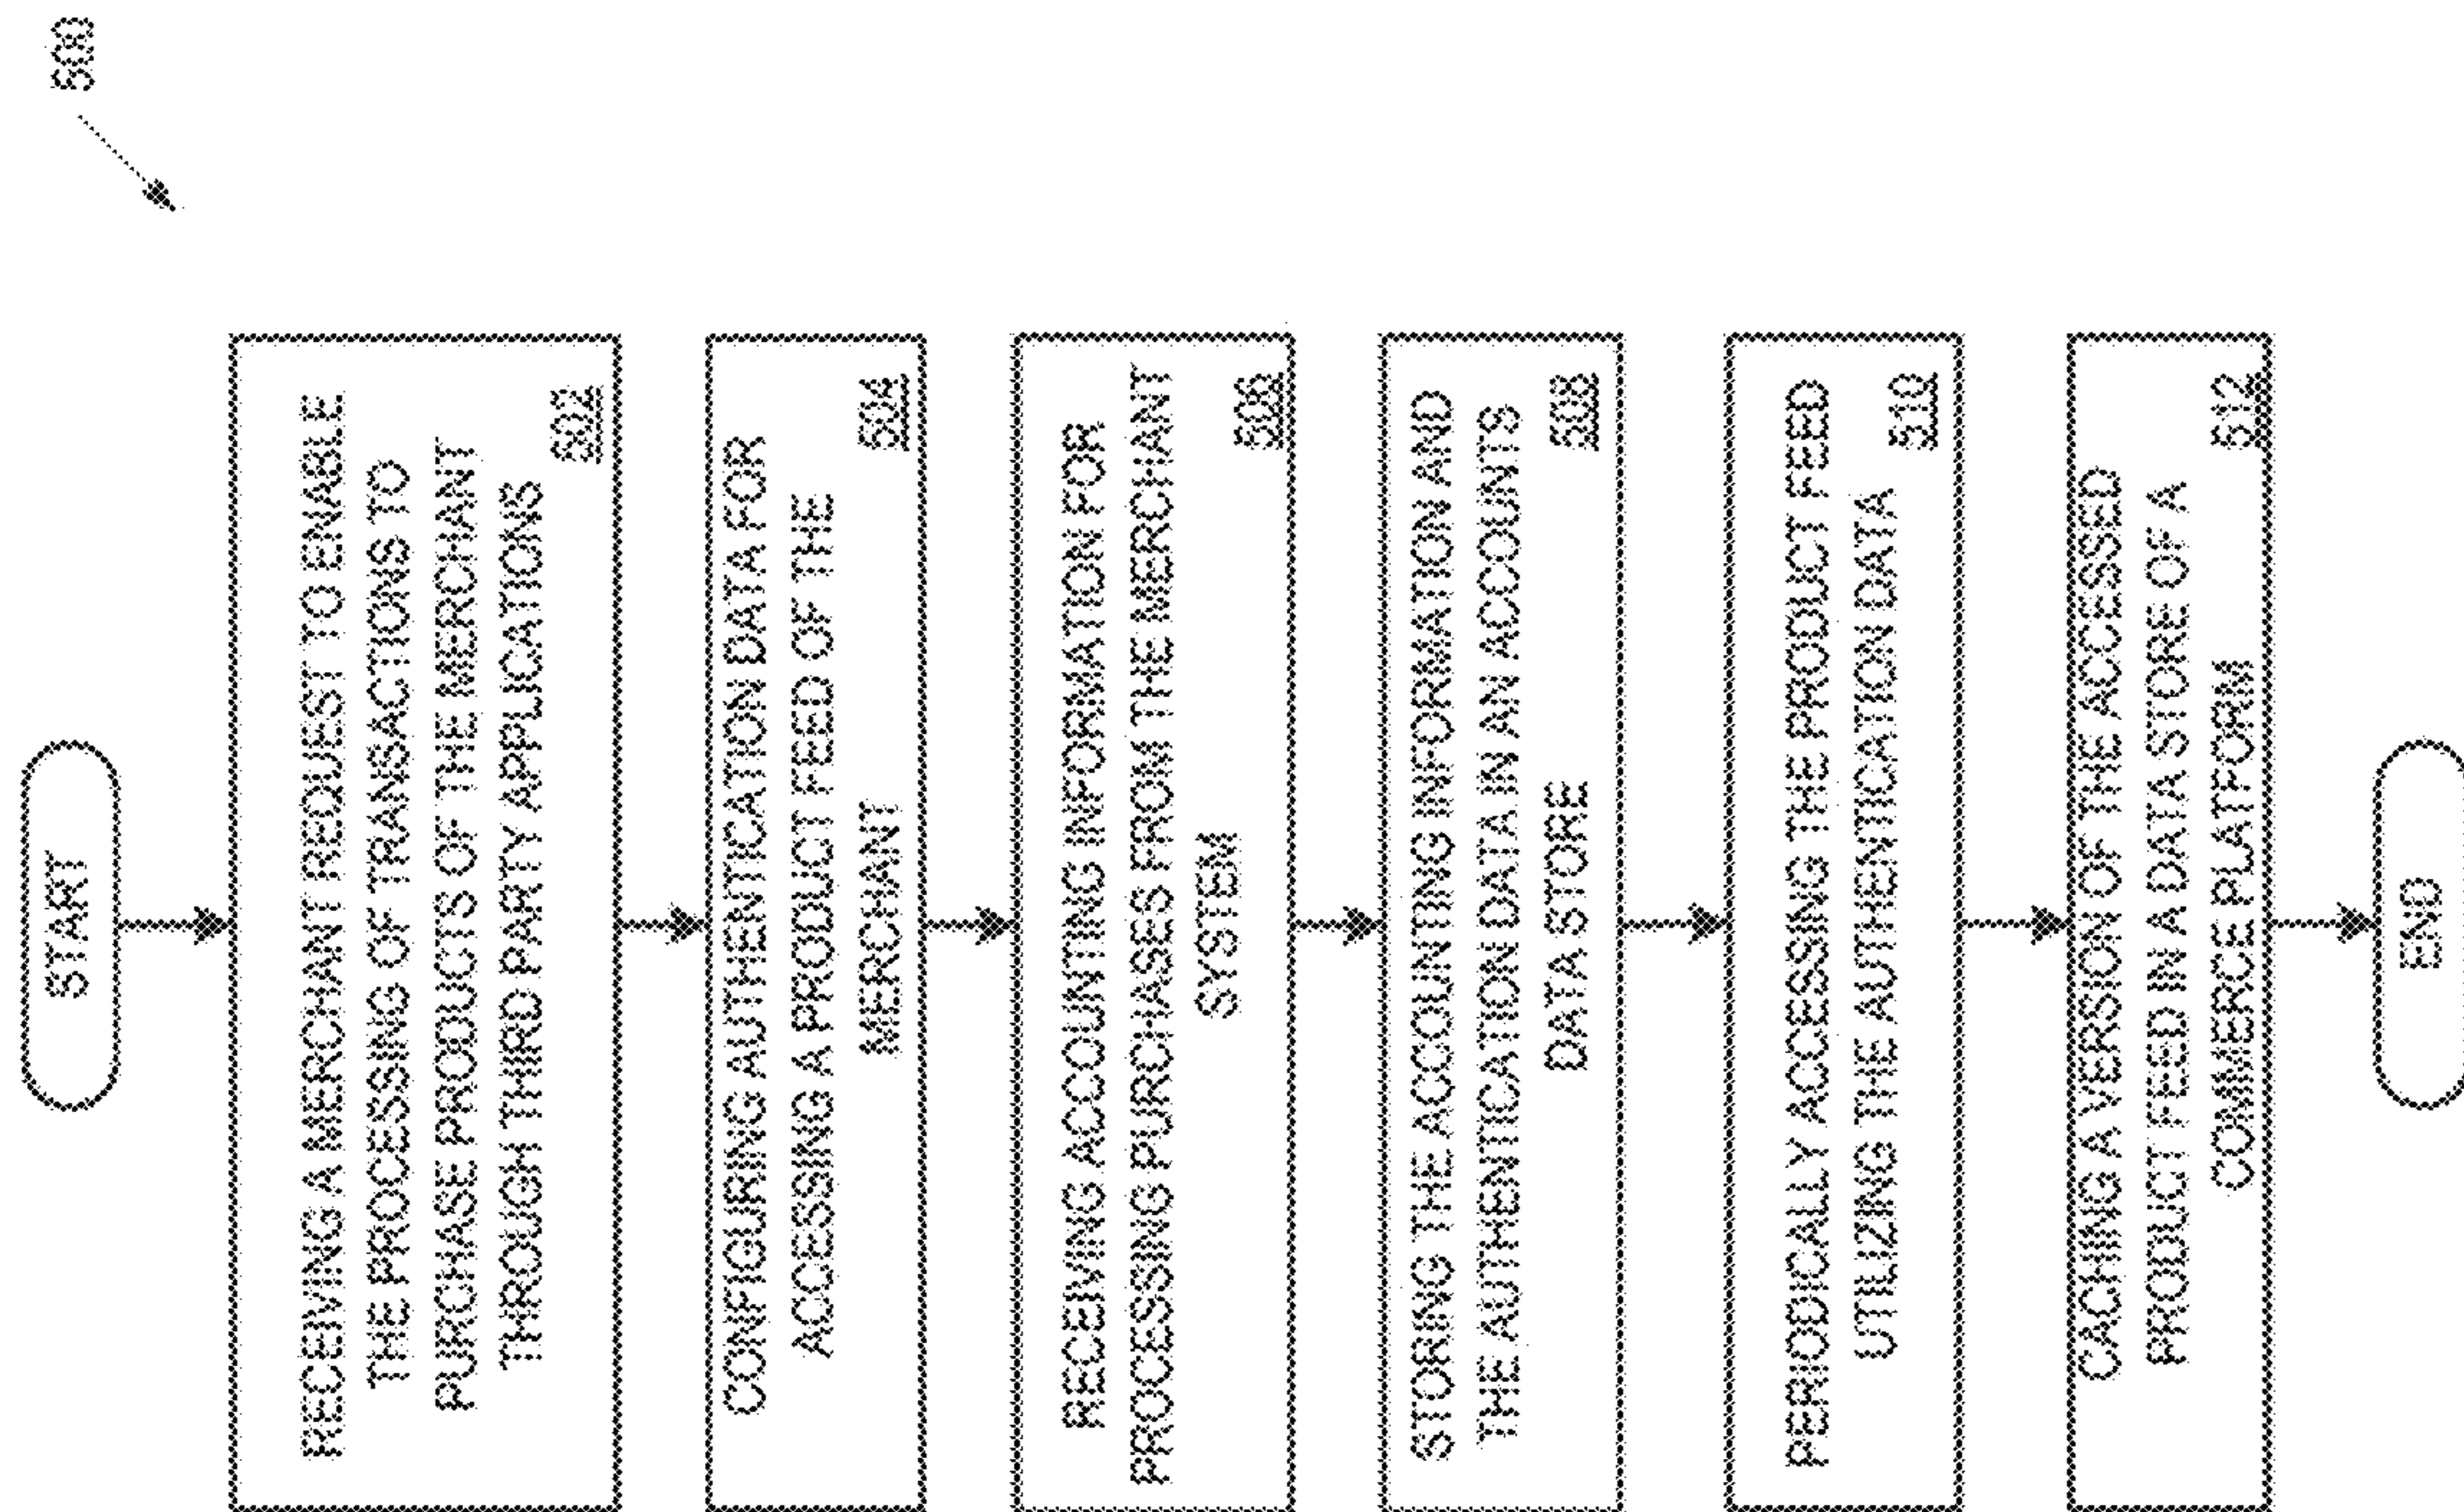 500
START
RECEIVING A MERCHANT REQUEST TO ENABLE
THE PROCESSING OF TRANSACTIONS TO
PURCHASE PRODUCTS OF THE MERCHANT
THROUGH THIRD PARTY APPLICATIONS
502
CONFIGURING AUTHENTICATION DATA FOR
ACCESSING A PRODUCT FEED OF THE
MERCHANT
504
RECEIVING ACCOUNTING INFORMATION FOR
PROCESSING PURCHASES FROM THE MERCHANT
SYSTEM
506
STORING THE ACCOUNTING INFORMATION AND
THE AUTHENTICATION DATA IN AN ACCOUNTS
DATA STORE
508
PERIODICALLY ACCESSING THE PRODUCT FEED
UTILIZING THE AUTHENTICATION DATA
510
CACHING A VERSION OF THE ACCESSED
PRODUCT FEED IN A DATA STORE OF A
COMMERCE PLATFORM
512
END